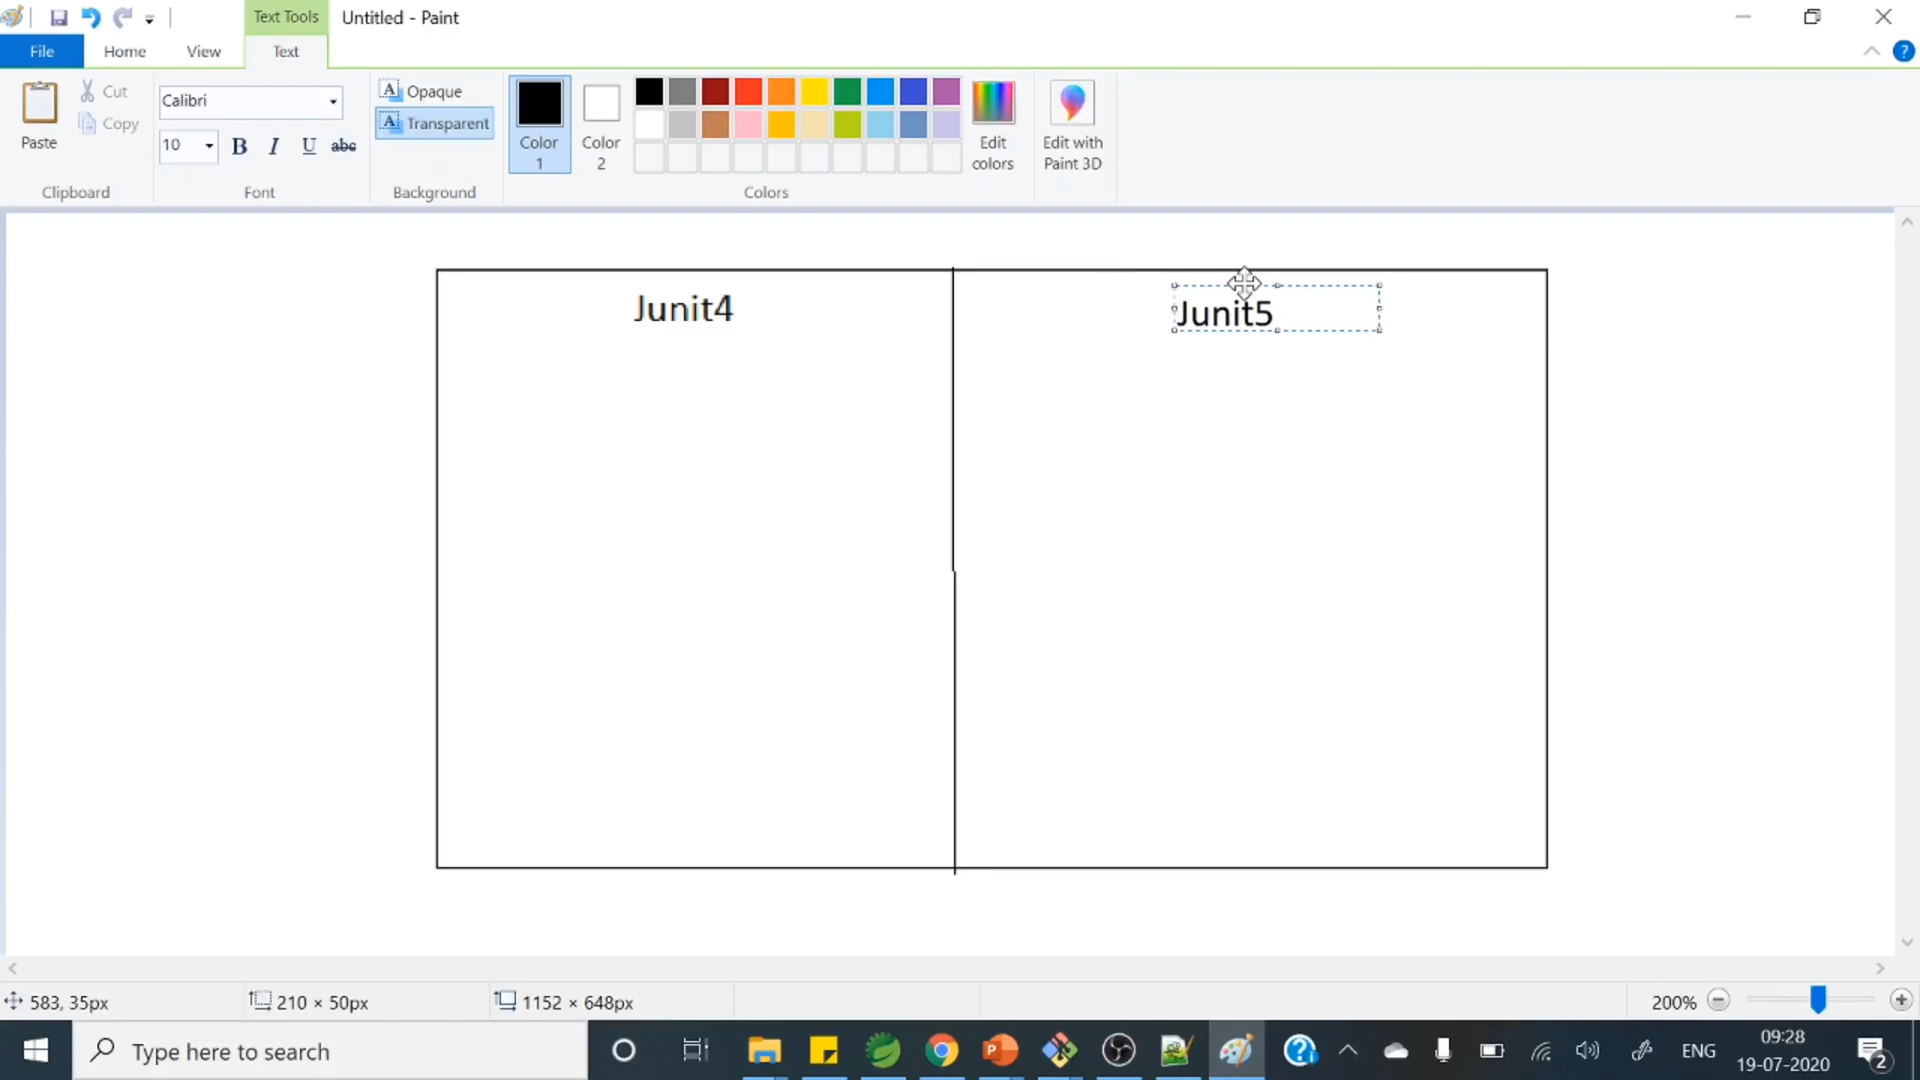 Text Tools
Untitled - Paint
File
Home
View
Text
Paste
Cut
Copy
Clipboard
Calibri
10
B I U abc
Font
A Opaque
A Transparent
Background
Color 1
Color 2
Colors
Edit colors
Edit with Paint 3D
Junit4
Junit5
583, 35px
210 × 50px
1152 × 648px
200%
Type here to search
ENG
09:28
19-07-2020
2